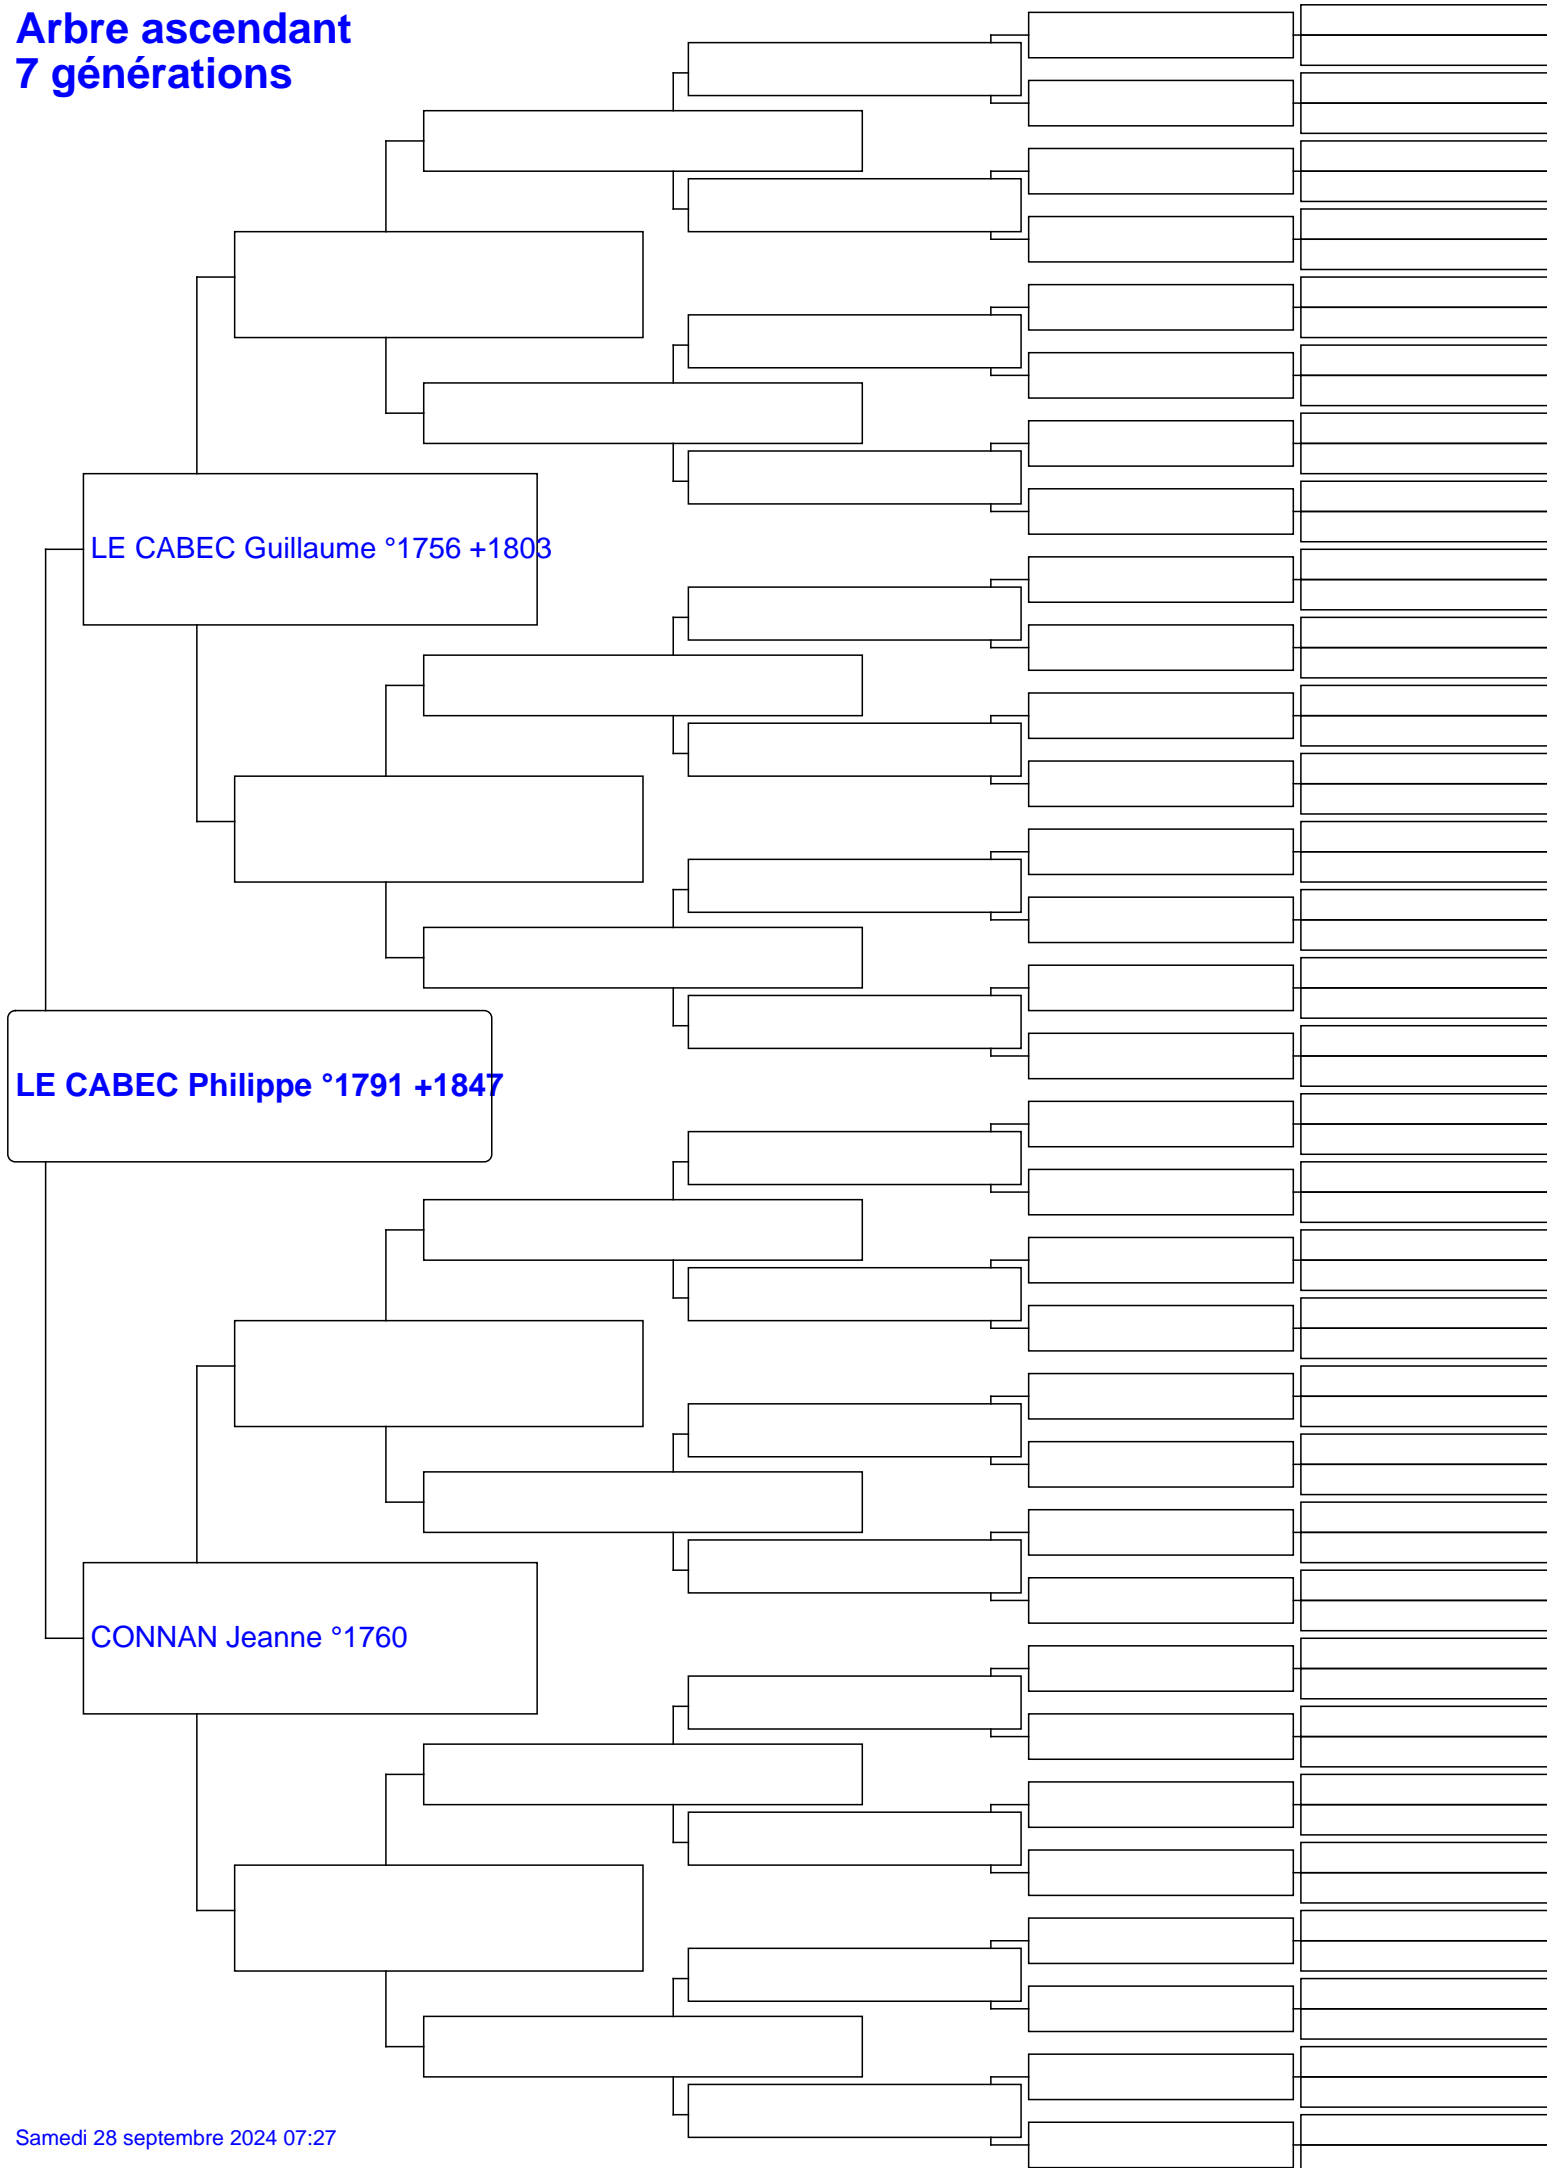 Arbre ascendant
7 générations
LE CABEC Guillaume °1756 +1803
LE CABEC Philippe °1791 +1847
CONNAN Jeanne °1760
Samedi 28 septembre 2024 07:27